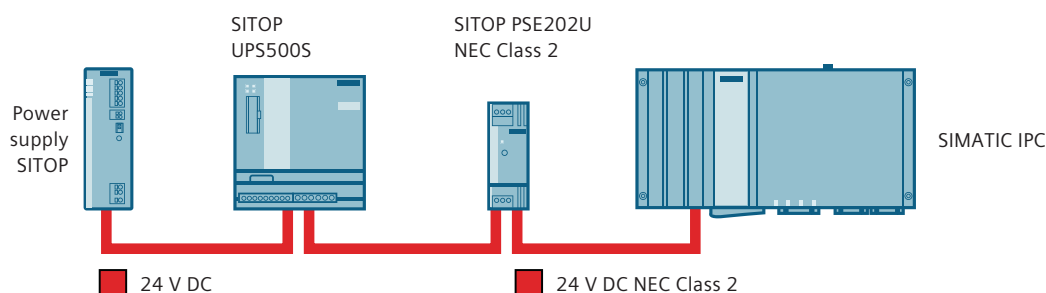 SITOP
UPS500S
SITOP PSE202U
NEC Class 2
Power
supply
SITOP
SIMATIC IPC
24 V DC
24 V DC NEC Class 2